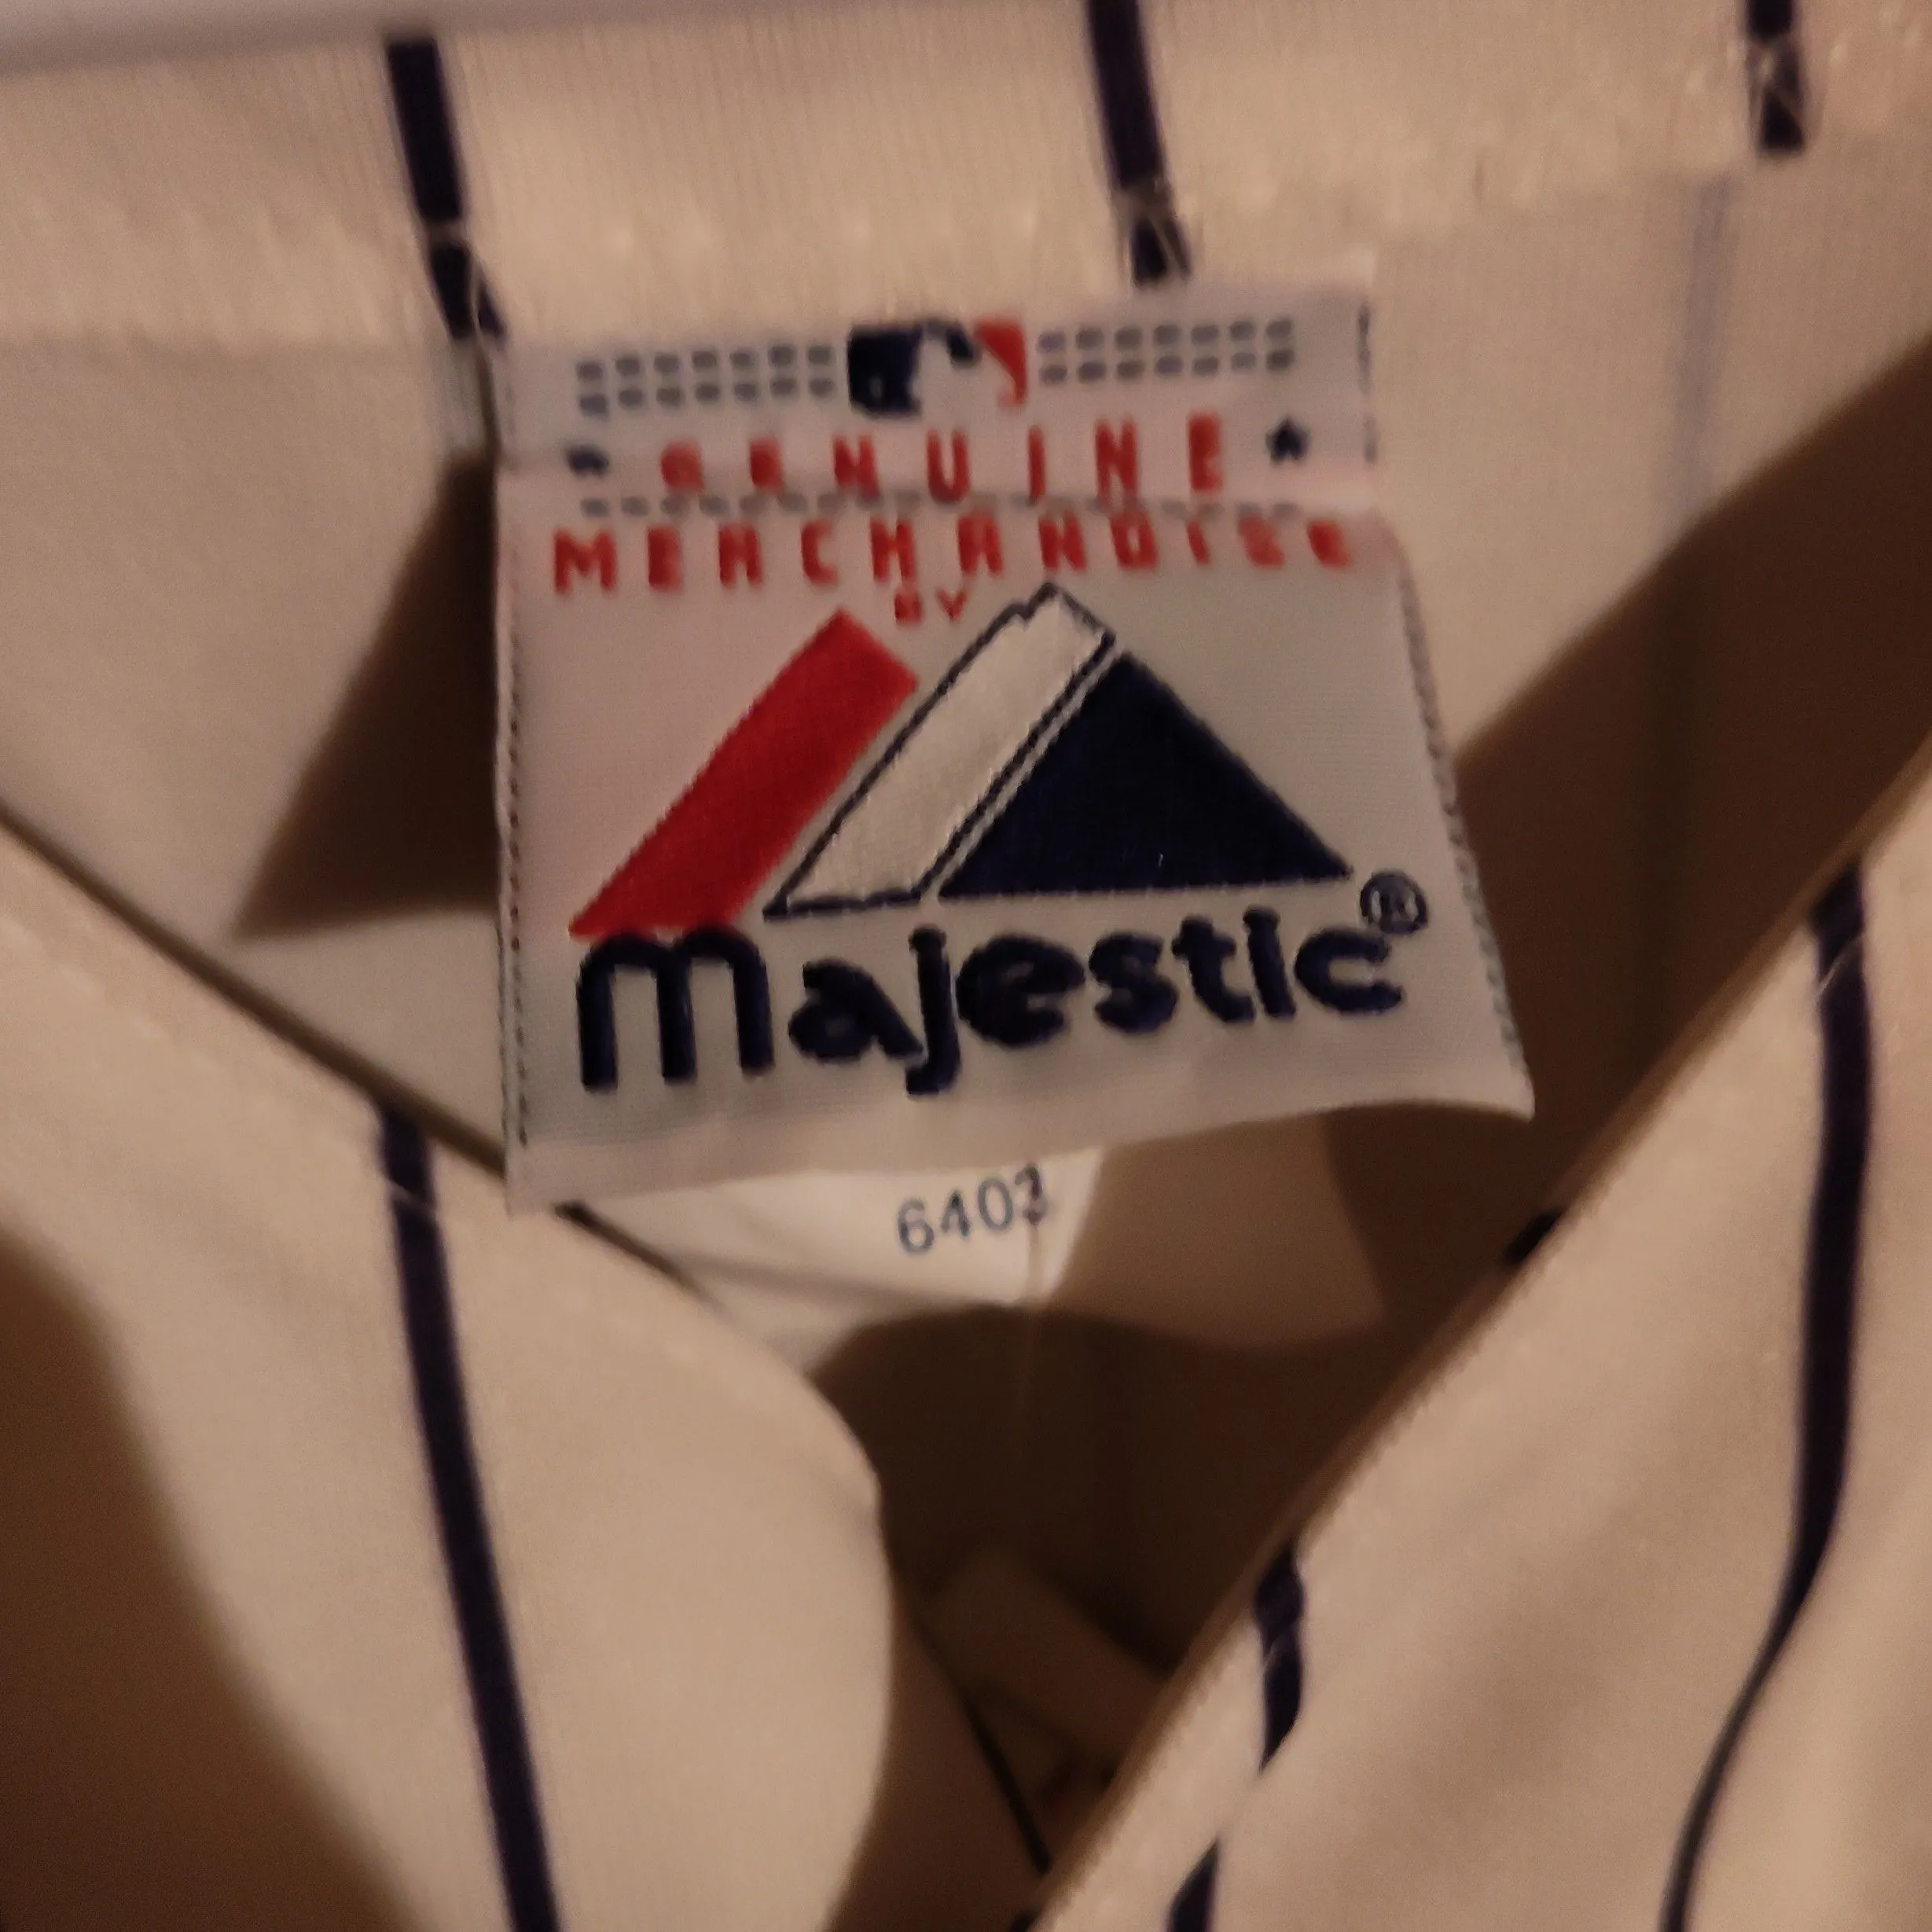 GENUINE
MERCHANDISE
BY
Majestic®
6403